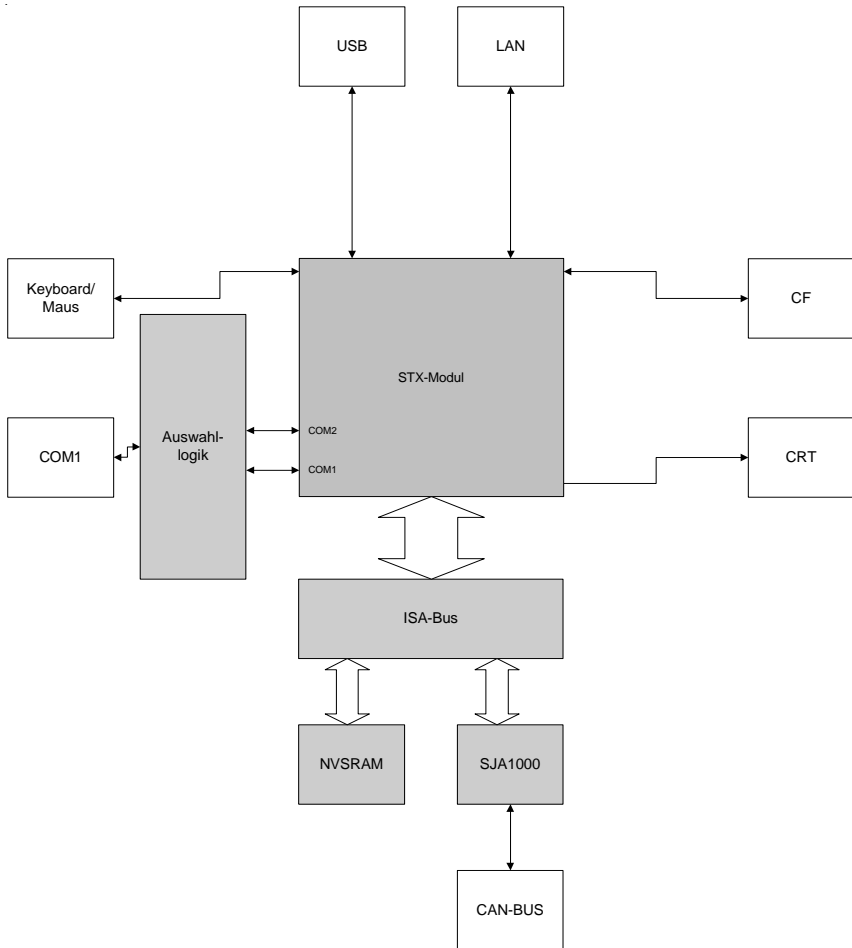 USB
LAN
Keyboard/
Maus
CF
STX-Modul
COM2
COM1
Auswahl-
logik
COM1
CRT
ISA-Bus
NVSRAM
SJA1000
CAN-BUS